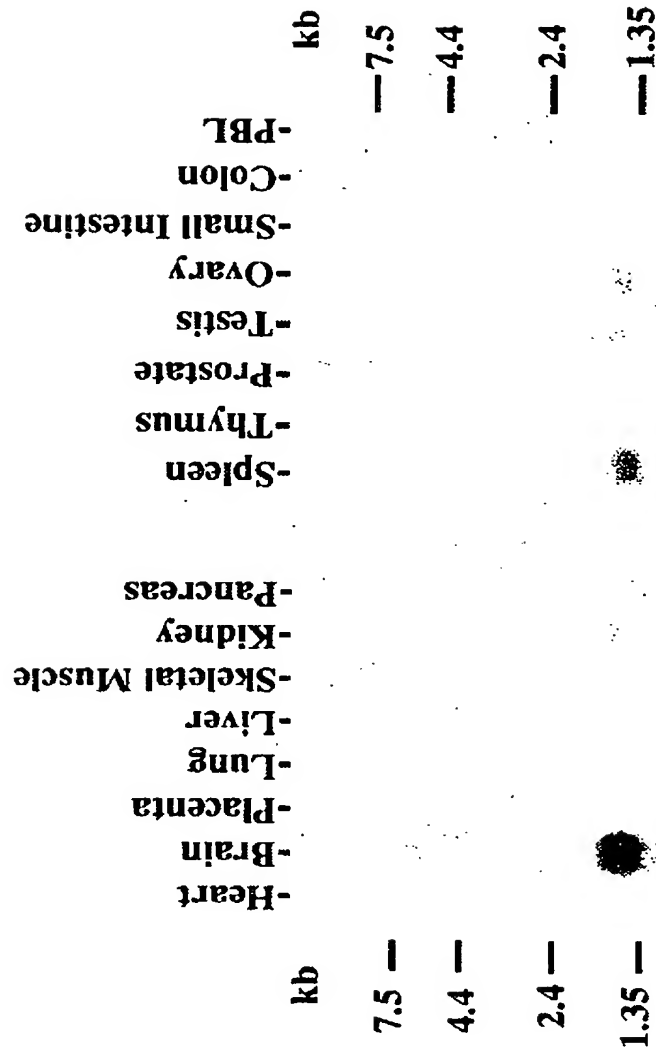 kb
7.5
4.4
2.4
1.35
Heart
Brain
Placenta
Lung
Liver
Skeletal Muscle
Kidney
Pancreas
Spleen
Thymus
Prostate
Testis
Ovary
Small Intestine
Colon
PBL
kb
7.5
4.4
2.4
1.35